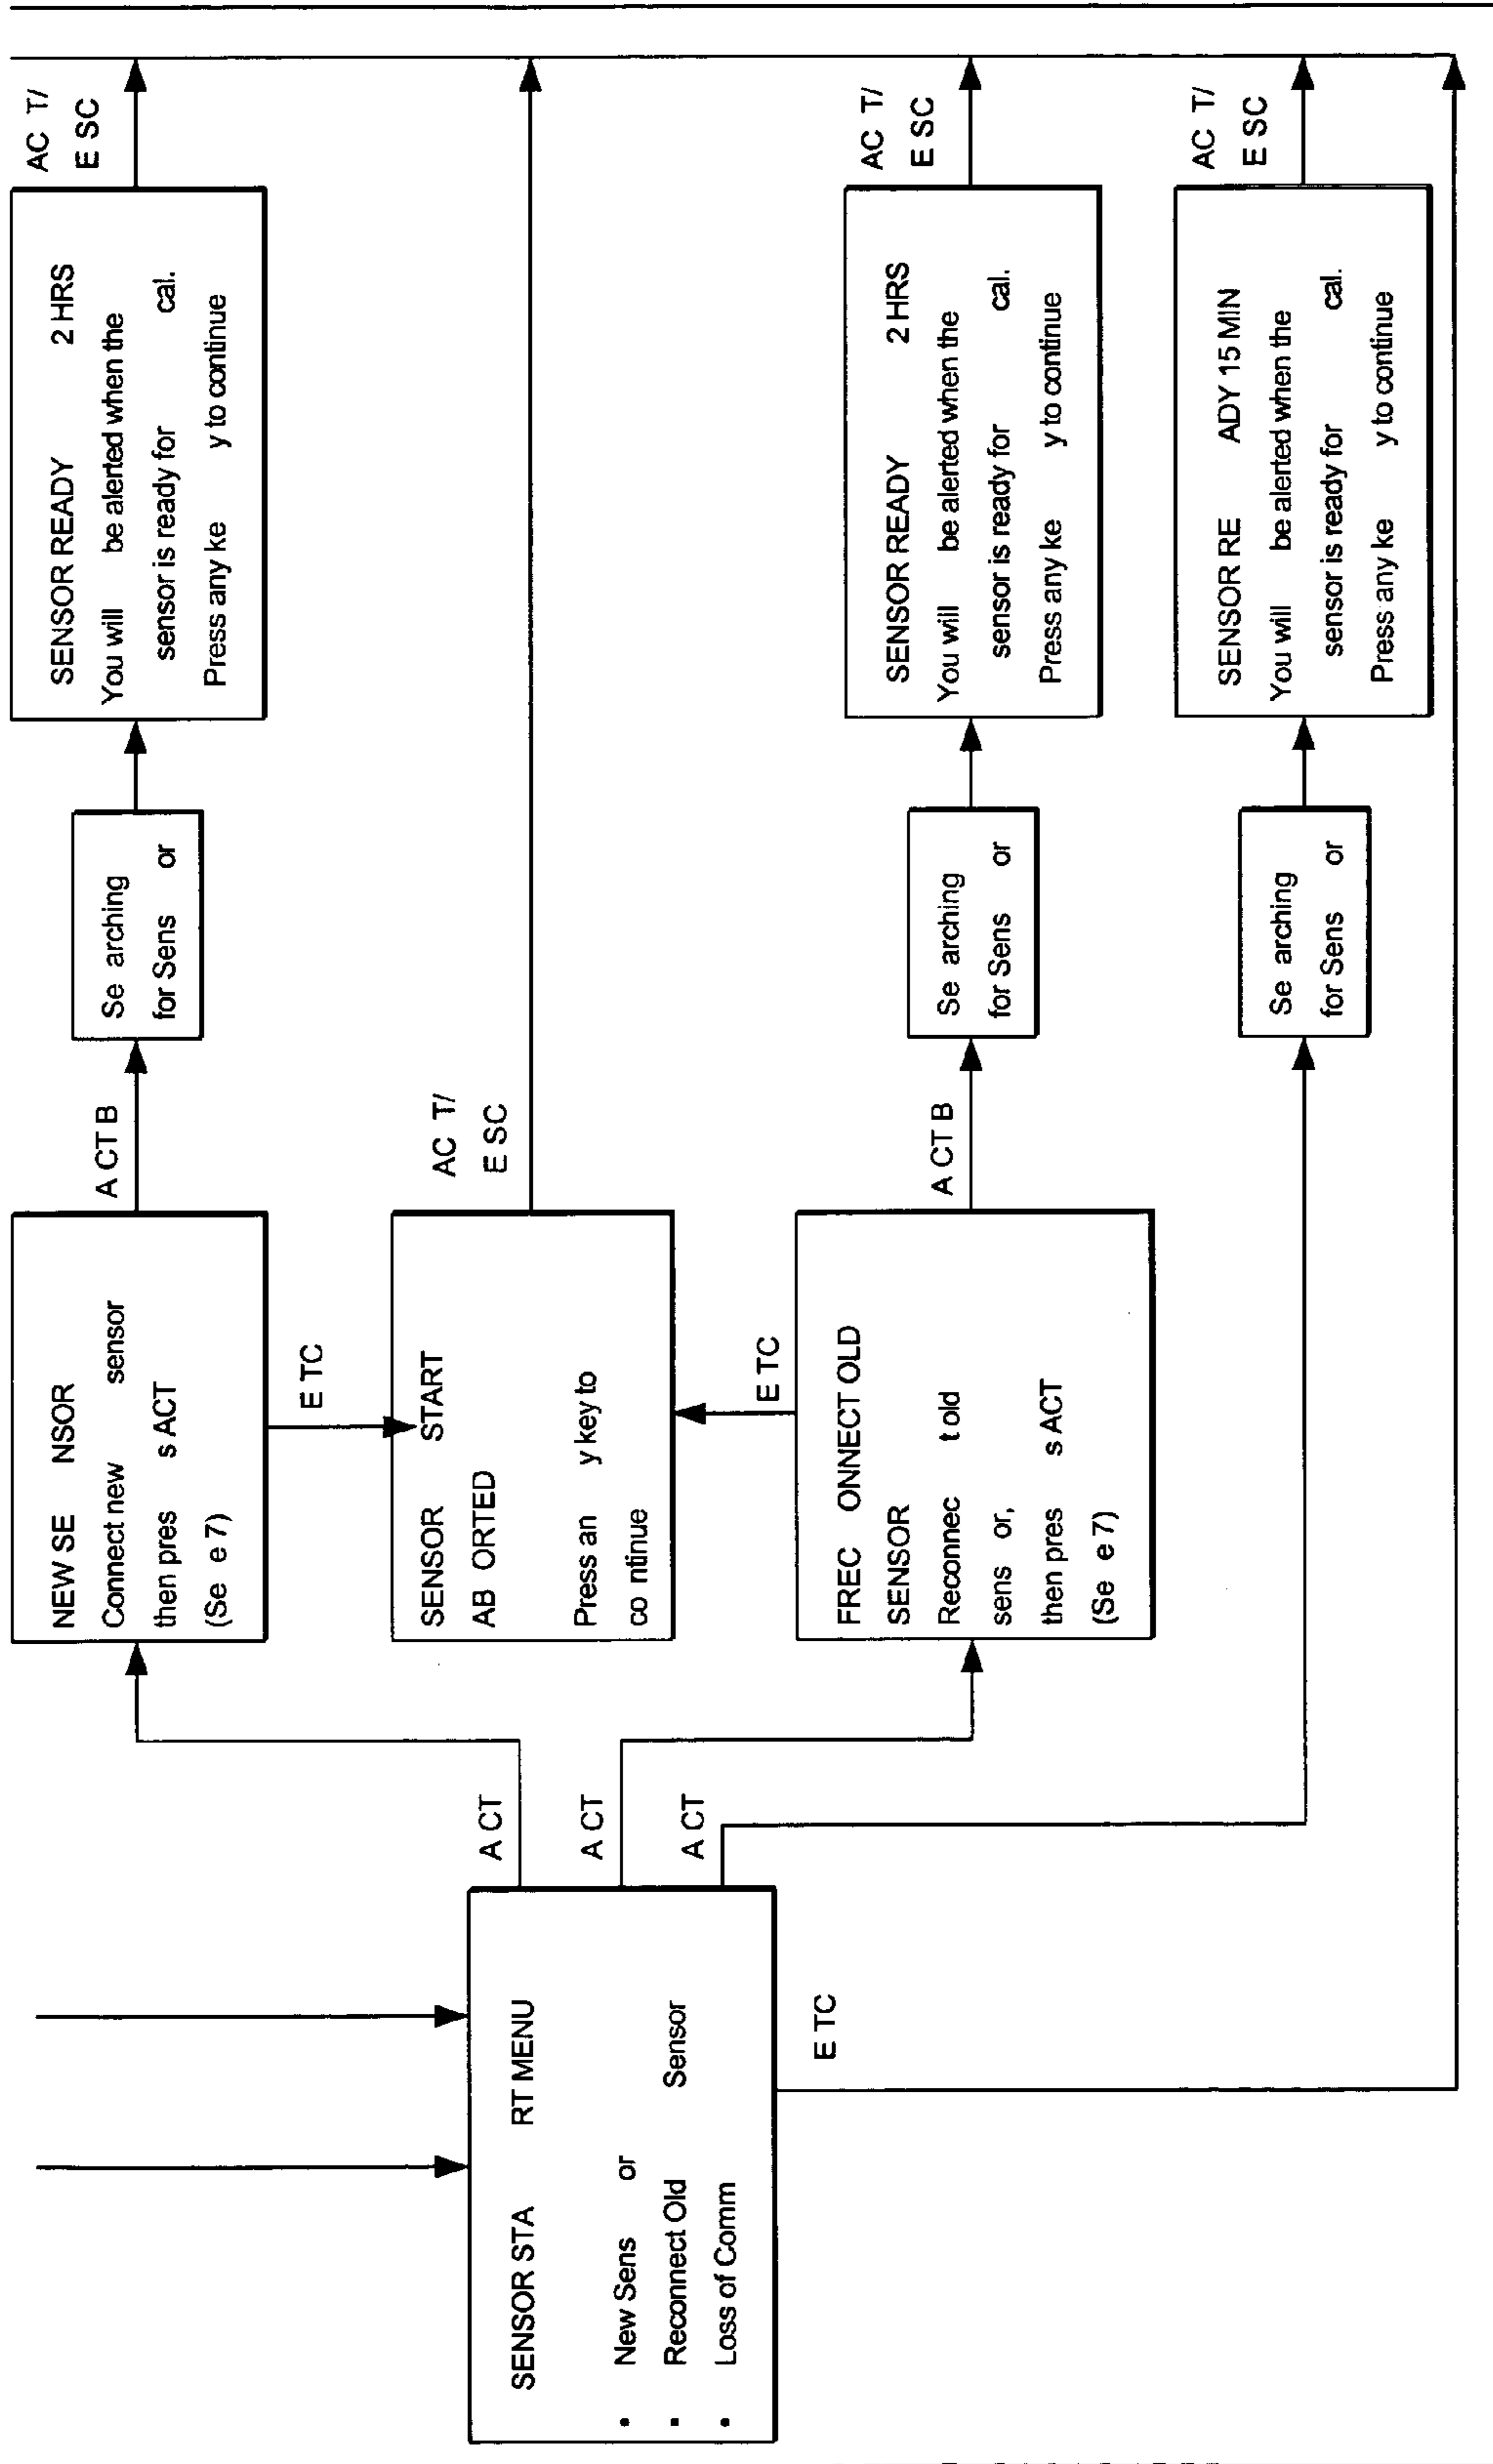 SENSOR STA RT MENU
• New Sens or
• Reconnect Old Sensor
• Loss of Comm
A CT
A CT
A CT
E TC
NEW SE NSOR
Connect new sensor
then pres s ACT
(Se e 7)
E TC
SENSOR START
AB ORTED
Press an y key to
co ntinue
E TC
FREC ONNECT OLD
SENSOR
Reconnec t old
sens or,
then pres s ACT
(Se e 7)
A CT B
AC T/
E SC
A CT B
Se arching
for Sens or
Se arching
for Sens or
Se arching
for Sens or
SENSOR READY 2 HRS
You will be alerted when the
sensor is ready for cal.
Press any ke y to continue
SENSOR READY 2 HRS
You will be alerted when the
sensor is ready for cal.
Press any ke y to continue
SENSOR RE ADY 15 MIN
You will be alerted when the
sensor is ready for cal.
Press any ke y to continue
AC T/
E SC
AC T/
E SC
AC T/
E SC